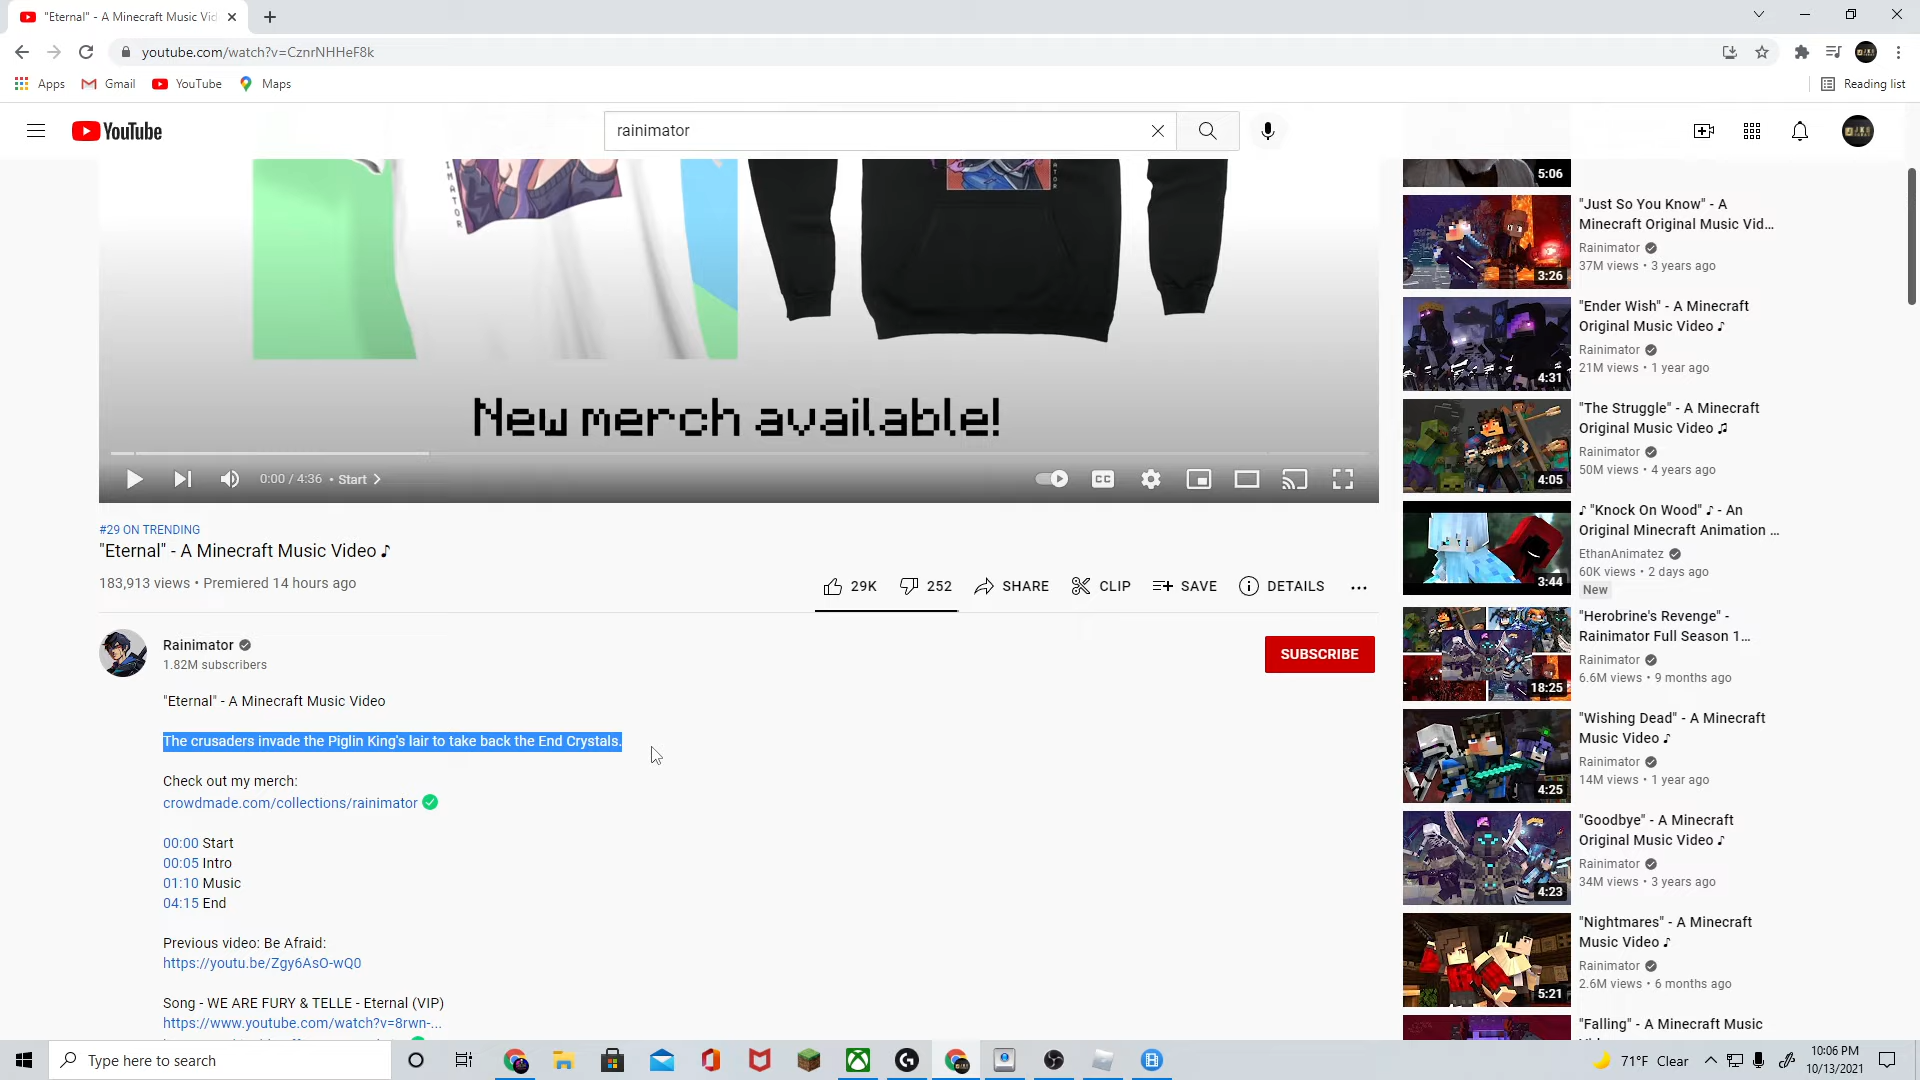 "Eternal" - A Minecraft Music Vid
youtube.com/watch?v=CznrNHHeF8k
Apps
Gmail
YouTube
Maps
Reading list
YouTube
rainimator
New merch available!
0:00 / 4:36 • Start
CC
#29 ON TRENDING
"Eternal" - A Minecraft Music Video ♪
183,913 views • Premiered 14 hours ago
29K
252
SHARE
CLIP
SAVE
DETAILS
Rainimator
1.82M subscribers
SUBSCRIBE
"Eternal" - A Minecraft Music Video
The crusaders invade the Piglin King's lair to take back the End Crystals.
Check out my merch:
crowdmade.com/collections/rainimator
00:00 Start
00:05 Intro
01:10 Music
04:15 End
Previous video: Be Afraid:
https://youtu.be/Zgy6AsO-wQ0
Song - WE ARE FURY & TELLE - Eternal (VIP)
https://www.youtube.com/watch?v=8rwn-...
5:06
"Just So You Know" - A
Minecraft Original Music Vid...
Rainimator
37M views • 3 years ago
3:26
"Ender Wish" - A Minecraft
Original Music Video ♪
Rainimator
21M views • 1 year ago
4:31
"The Struggle" - A Minecraft
Original Music Video ♫
Rainimator
50M views • 4 years ago
4:05
♪ "Knock On Wood" ♪ - An
Original Minecraft Animation ...
EthanAnimatez
60K views • 2 days ago
New
3:44
"Herobrine's Revenge" -
Rainimator Full Season 1...
Rainimator
6.6M views • 9 months ago
18:25
"Wishing Dead" - A Minecraft
Music Video ♪
Rainimator
14M views • 1 year ago
4:25
"Goodbye" - A Minecraft
Original Music Video ♪
Rainimator
34M views • 3 years ago
4:23
"Nightmares" - A Minecraft
Music Video ♪
Rainimator
2.6M views • 6 months ago
5:21
"Falling" - A Minecraft Music
Type here to search
71°F Clear
10:06 PM
10/13/2021